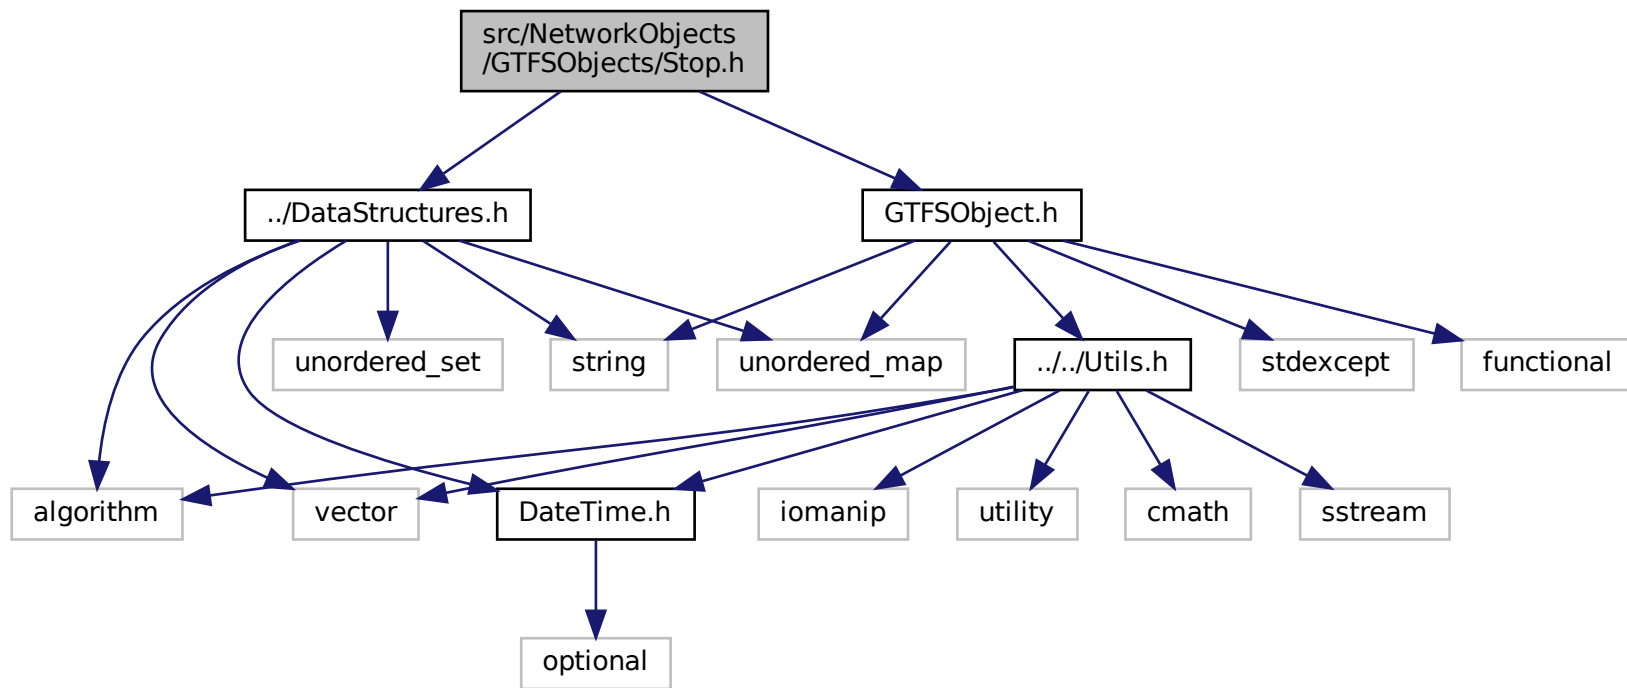 src/NetworkObjects
/GTFSObjects/Stop.h
../DataStructures.h
GTFSObject.h
unordered_set
string
unordered_map
../../Utils.h
stdexcept
functional
algorithm
vector
DateTime.h
iomanip
utility
cmath
sstream
optional